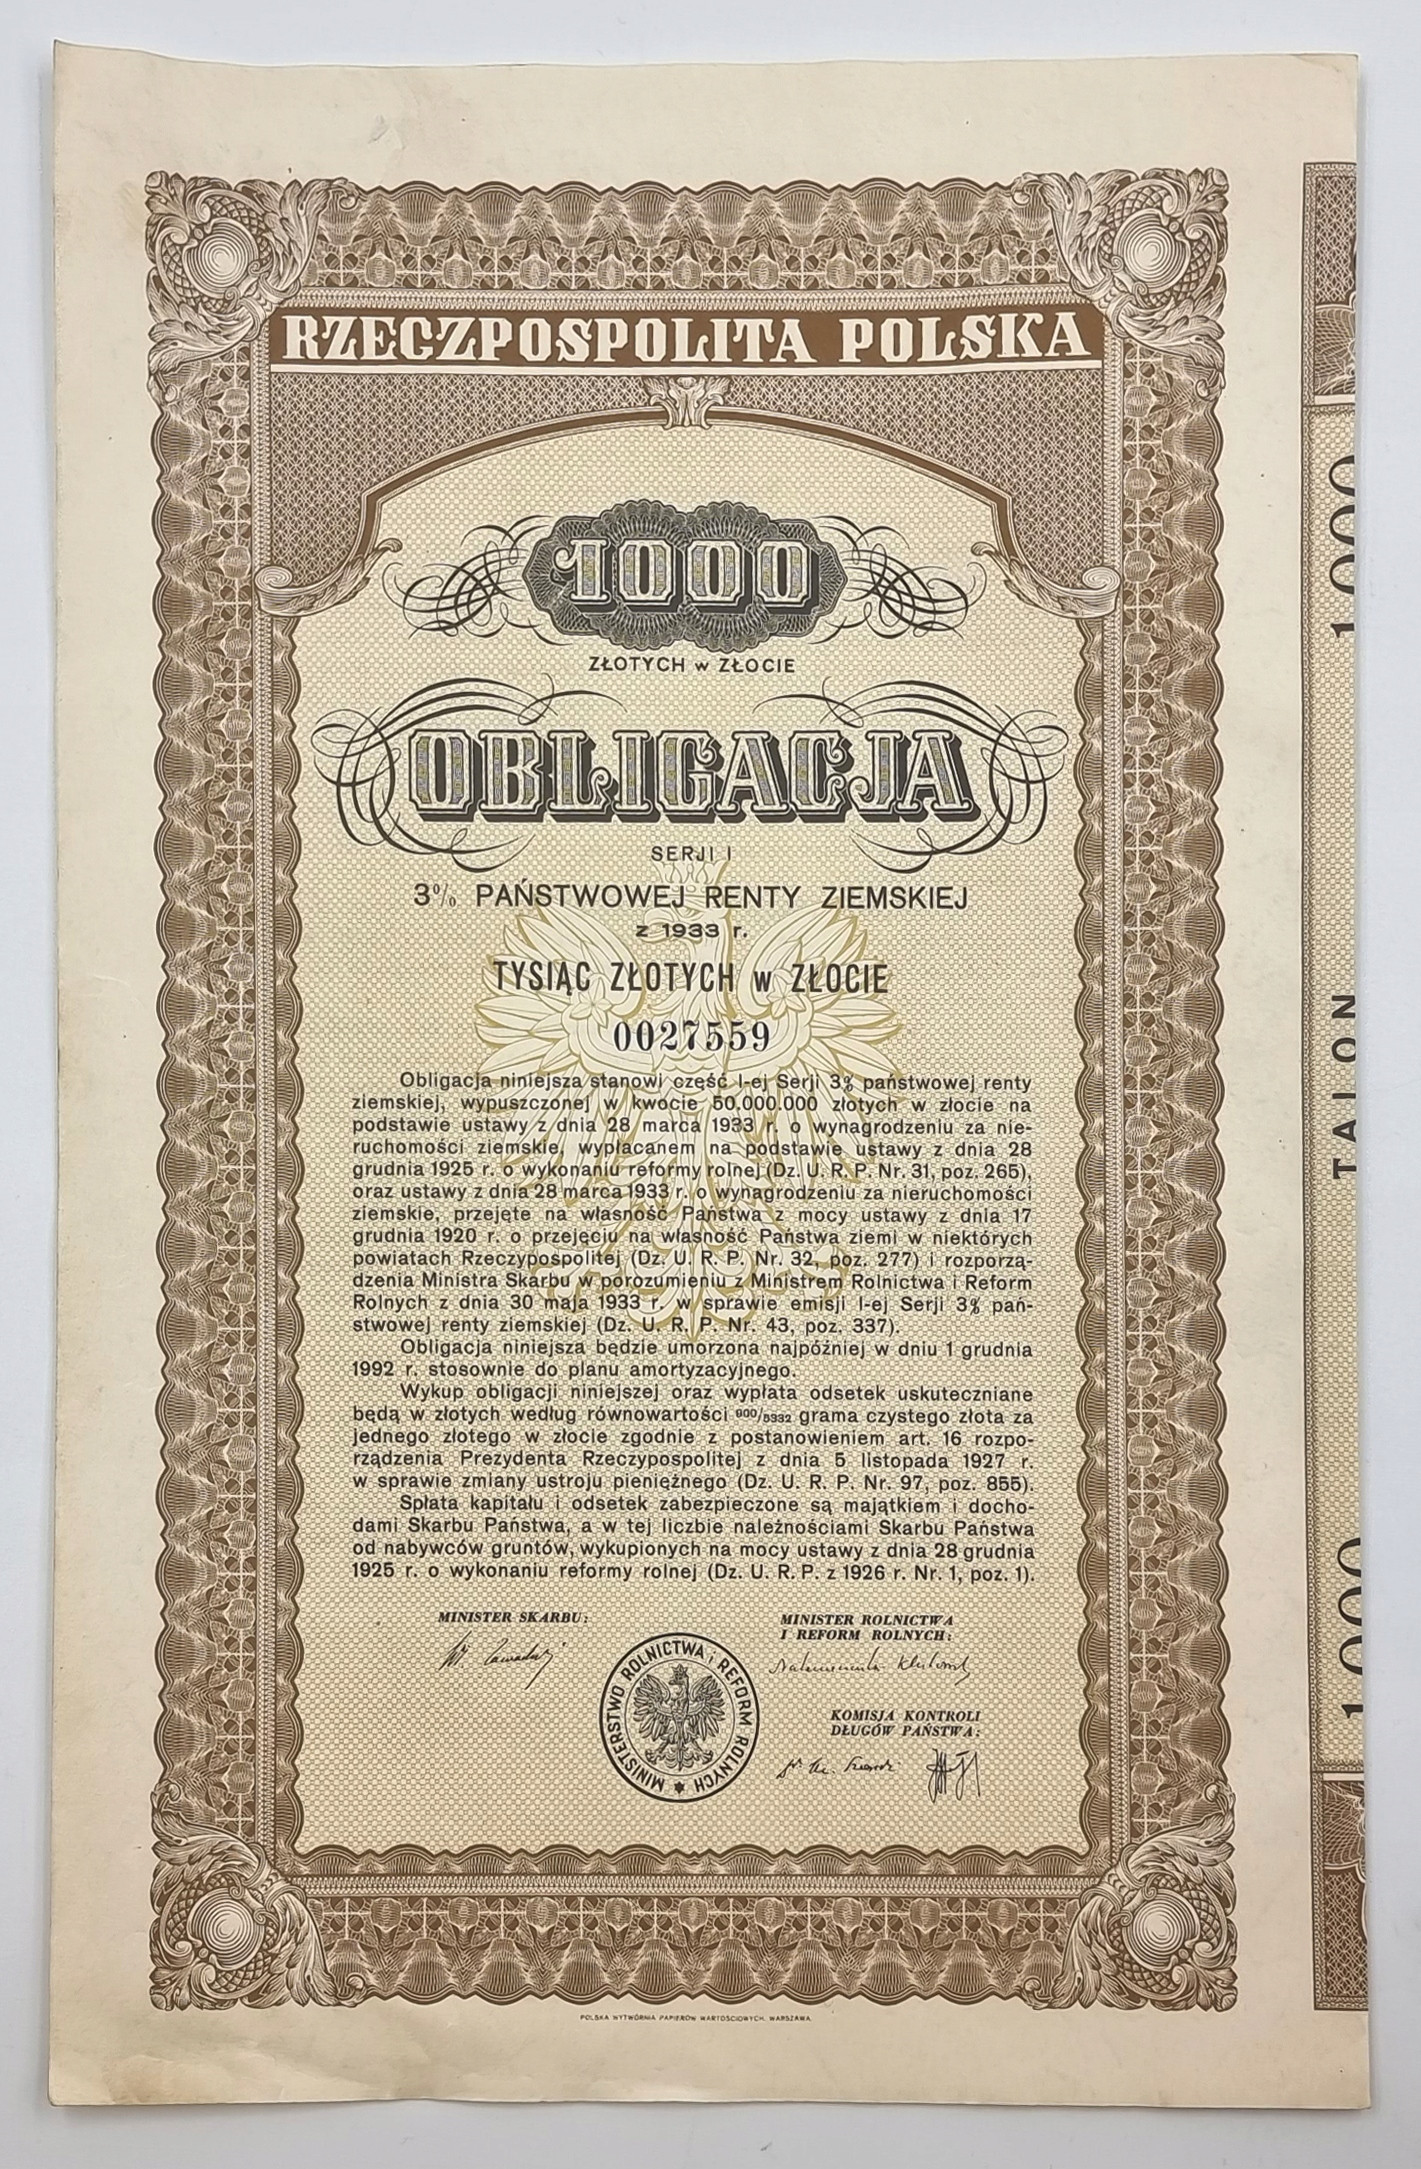 RZECZPOSPOLITA POLSKA
1000
ZŁOTYCH w ZŁOCIE
OBLIGACJA
SERJI I
3% PAŃSTWOWEJ RENTY ZIEMSKIEJ
z 1933 r.
TYSIĄC ZŁOTYCH w ZŁOCIE
0027559
Obligacja niniejsza stanowi część I-ej Serji 3% państwowej renty
ziemskiej, wypuszczonej w kwocie 50.000.000 złotych w złocie na
podstawie ustawy z dnia 28 marca 1933 r. o wynagrodzeniu za nie-
ruchomości ziemskie, wypłacanem na podstawie ustawy z dnia 28
grudnia 1925 r. o wykonaniu reformy rolnej (Dz. U. R. P. Nr. 31, poz. 265),
oraz ustawy z dnia 28 marca 1933 r. o wynagrodzeniu za nieruchomości
ziemskie, przejęte na własność Państwa z mocy ustawy z dnia 17
grudnia 1920 r. o przejęciu na własność Państwa ziemi w niektórych
powiatach Rzeczypospolitej (Dz. U. R. P. Nr. 32, poz. 277) i rozporzą-
dzenia Ministra Skarbu w porozumieniu z Ministrem Rolnictwa i Reform
Rolnych z dnia 30 maja 1933 r. w sprawie emisji I-ej Serji 3% pań-
stwowej renty ziemskiej (Dz. U. R. P. Nr. 43, poz. 337).
Obligacja niniejsza będzie umorzona najpóźniej w dniu 1 grudnia
1992 r. stosownie do planu amortyzacyjnego.
Wykup obligacji niniejszej oraz wypłata odsetek uskuteczniane
będą w złotych według równowartości 900/5332 grama czystego złota za
jednego złotego w złocie zgodnie z postanowieniem art. 16 rozpo-
rządzenia Prezydenta Rzeczypospolitej z dnia 5 listopada 1927 r.
w sprawie zmiany ustroju pieniężnego (Dz. U. R. P. Nr. 97, poz. 855).
Spłata kapitału i odsetek zabezpieczone są majątkiem i docho-
dami Skarbu Państwa, a w tej liczbie należnościami Skarbu Państwa
od nabywców gruntów, wykupionych na mocy ustawy z dnia 28 grudnia
1925 r. o wykonaniu reformy rolnej (Dz. U. R. P. z 1926 r. Nr. 1, poz. 1).
MINISTER SKARBU:
MINISTER ROLNICTWA
I REFORM ROLNYCH:
MINISTERSTWO ROLNICTWA i REFORM ROLNYCH
KOMISJA KONTROLI
DŁUGÓW PAŃSTWA:
POLSKA WYTWÓRNIA PAPIERÓW WARTOŚCIOWYCH. WARSZAWA.
1000
TALON
1000